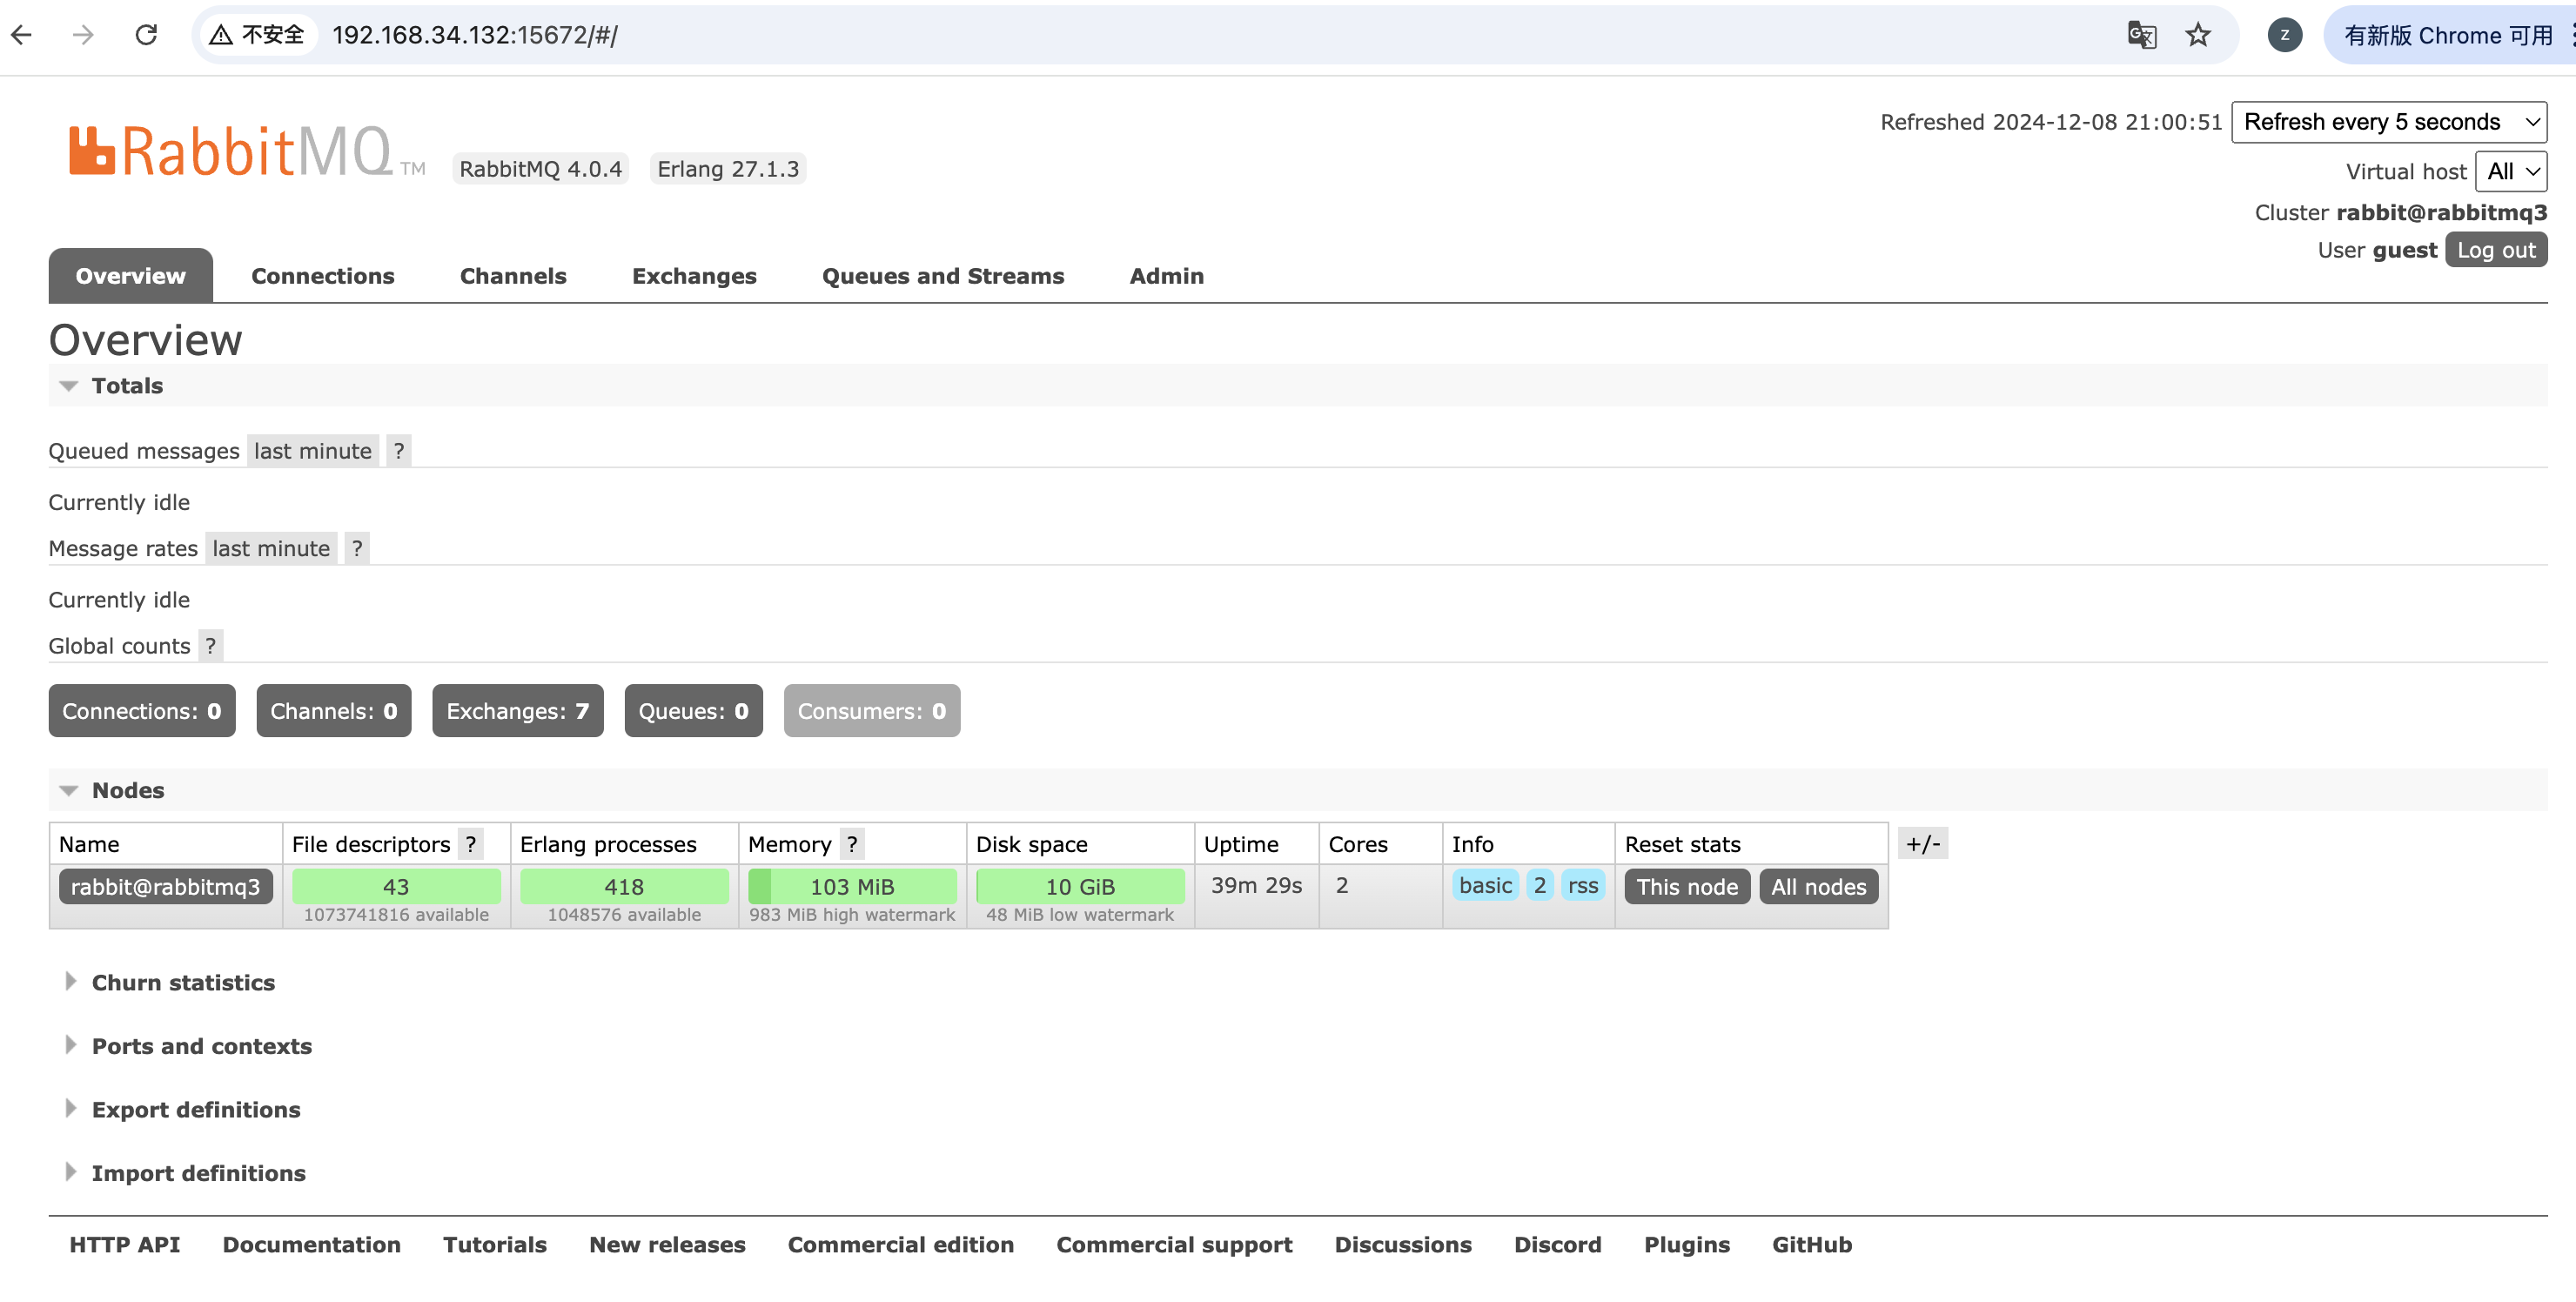 不安全 192.168.34.132:15672/#/ z 有新版 Chrome 可用
Refreshed 2024-12-08 21:00:51 Refresh every 5 seconds
RabbitMQ TM RabbitMQ 4.0.4 Erlang 27.1.3
Virtual host All
Cluster rabbit@rabbitmq3
User guest Log out
Overview Connections Channels Exchanges Queues and Streams Admin
Overview
Totals
Queued messages last minute ?
Currently idle
Message rates last minute ?
Currently idle
Global counts ?
Connections: 0 Channels: 0 Exchanges: 7 Queues: 0 Consumers: 0
Nodes
Name File descriptors ? Erlang processes Memory ? Disk space Uptime Cores Info Reset stats +/-
rabbit@rabbitmq3 43 418 103 MiB 10 GiB 39m 29s 2 basic 2 rss This node All nodes
1073741816 available 1048576 available 983 MiB high watermark 48 MiB low watermark
Churn statistics
Ports and contexts
Export definitions
Import definitions
HTTP API Documentation Tutorials New releases Commercial edition Commercial support Discussions Discord Plugins GitHub